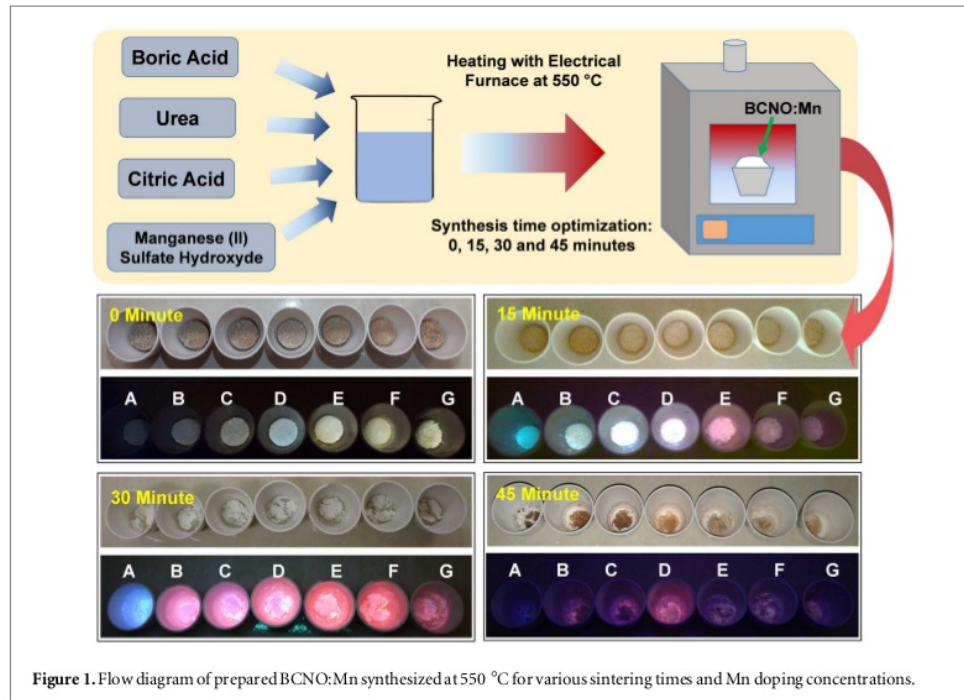 Boric Acid
Urea
Citric Acid
Manganese (II)
Sulfate Hydroxyde
Heating with Electrical
Furnace at 550 °C
Synthesis time optimization:
0, 15, 30 and 45 minutes
BCNO:Mn
0 Minute
A B C D E F G
15 Minute
A B C D E F G
30 Minute
A B C D E F G
45 Minute
A B C D E F G
Figure 1. Flow diagram of prepared BCNO:Mn synthesized at 550 °C for various sintering times and Mn doping concentrations.